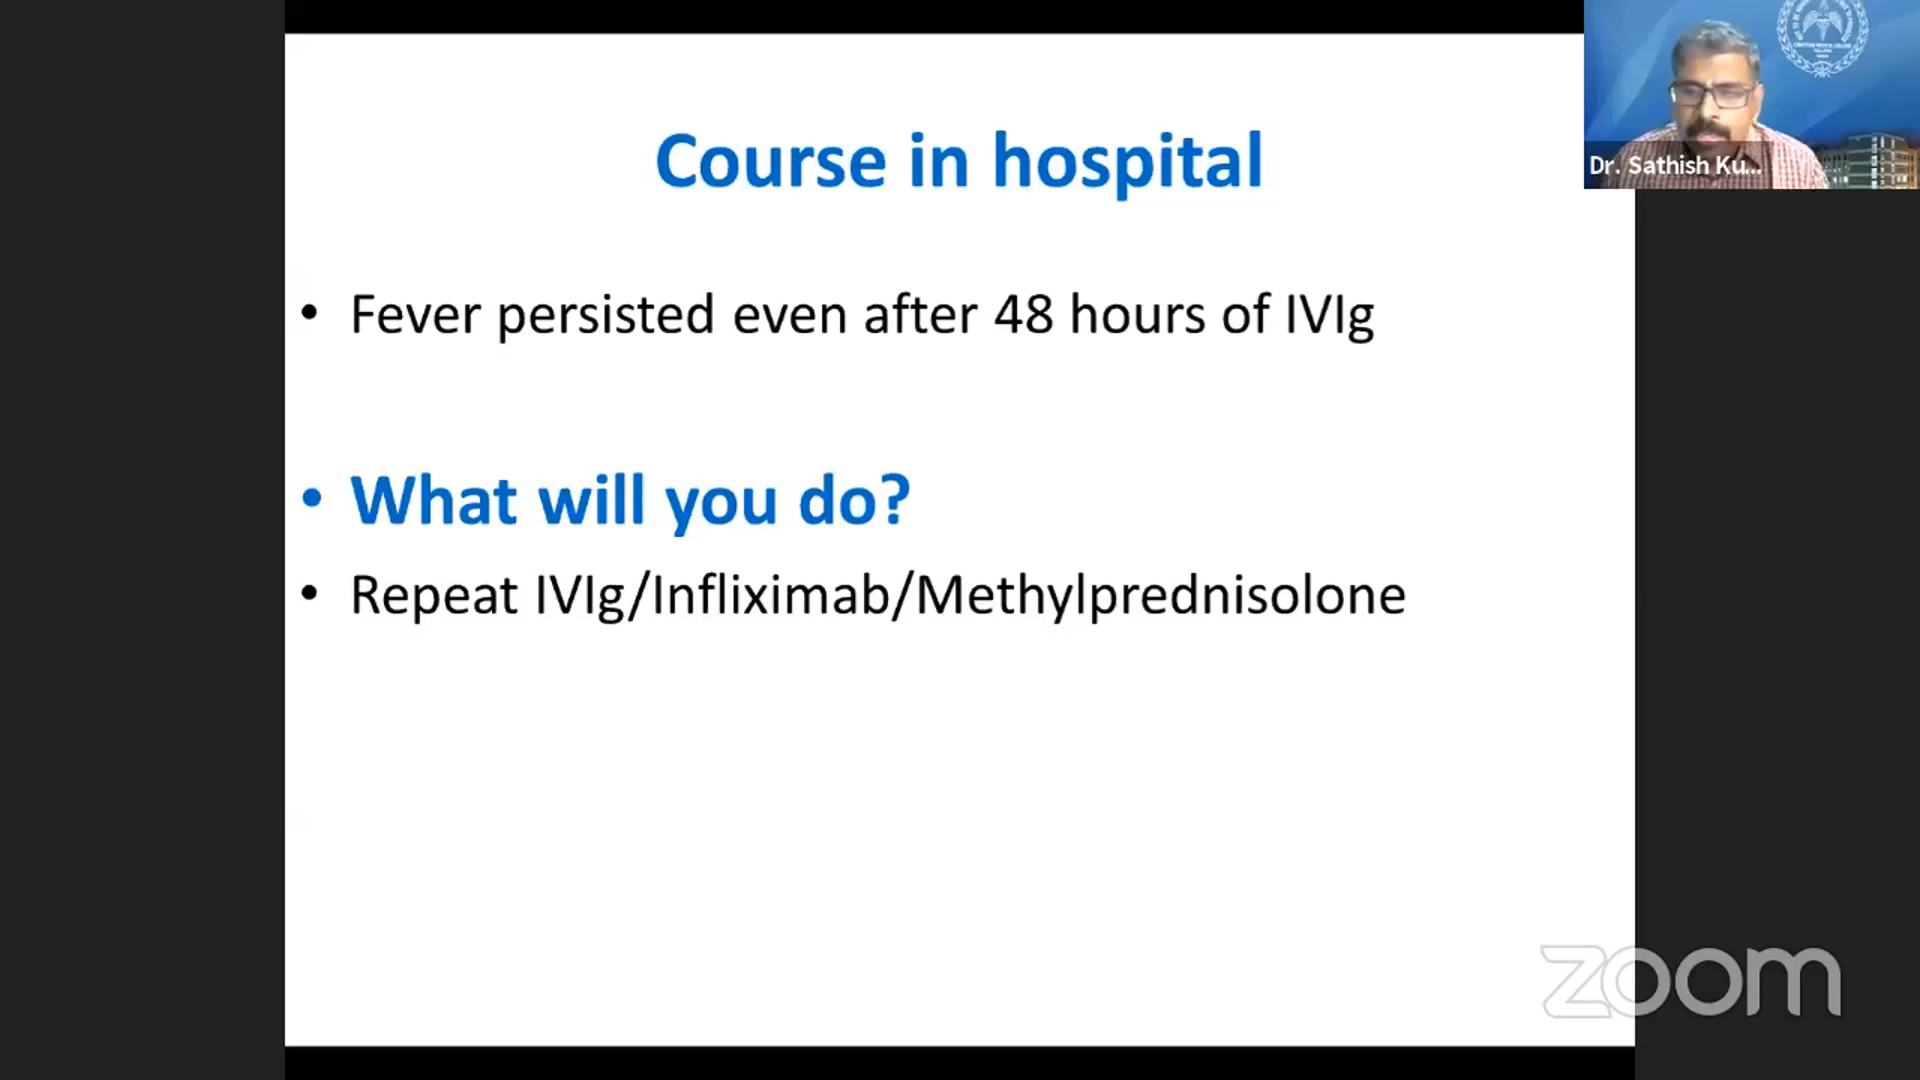 Course in hospital
Dr. Sathish Ku...
• Fever persisted even after 48 hours of IVIg
• What will you do?
• Repeat IVIg/Infliximab/Methylprednisolone
zoom